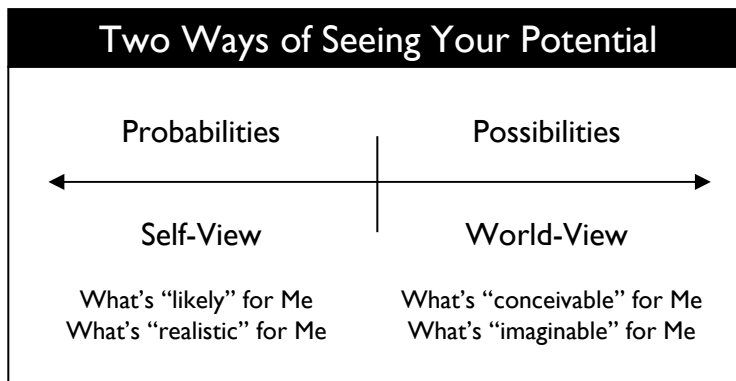 Two Ways of Seeing Your Potential
Probabilities Possibilities
Self-View World-View
What’s “likely” for Me What’s “conceivable” for Me
What’s “realistic” for Me What’s “imaginable” for Me